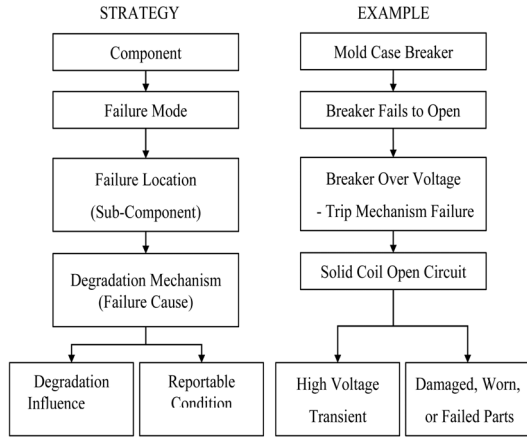 STRATEGY
Component
Failure Mode
Failure Location
(Sub-Component)
Degradation Mechanism
(Failure Cause)
Degradation
Influence
Reportable
Condition
EXAMPLE
Mold Case Breaker
Breaker Fails to Open
Breaker Over Voltage
- Trip Mechanism Failure
Solid Coil Open Circuit
High Voltage
Transient
Damaged, Worn,
or Failed Parts